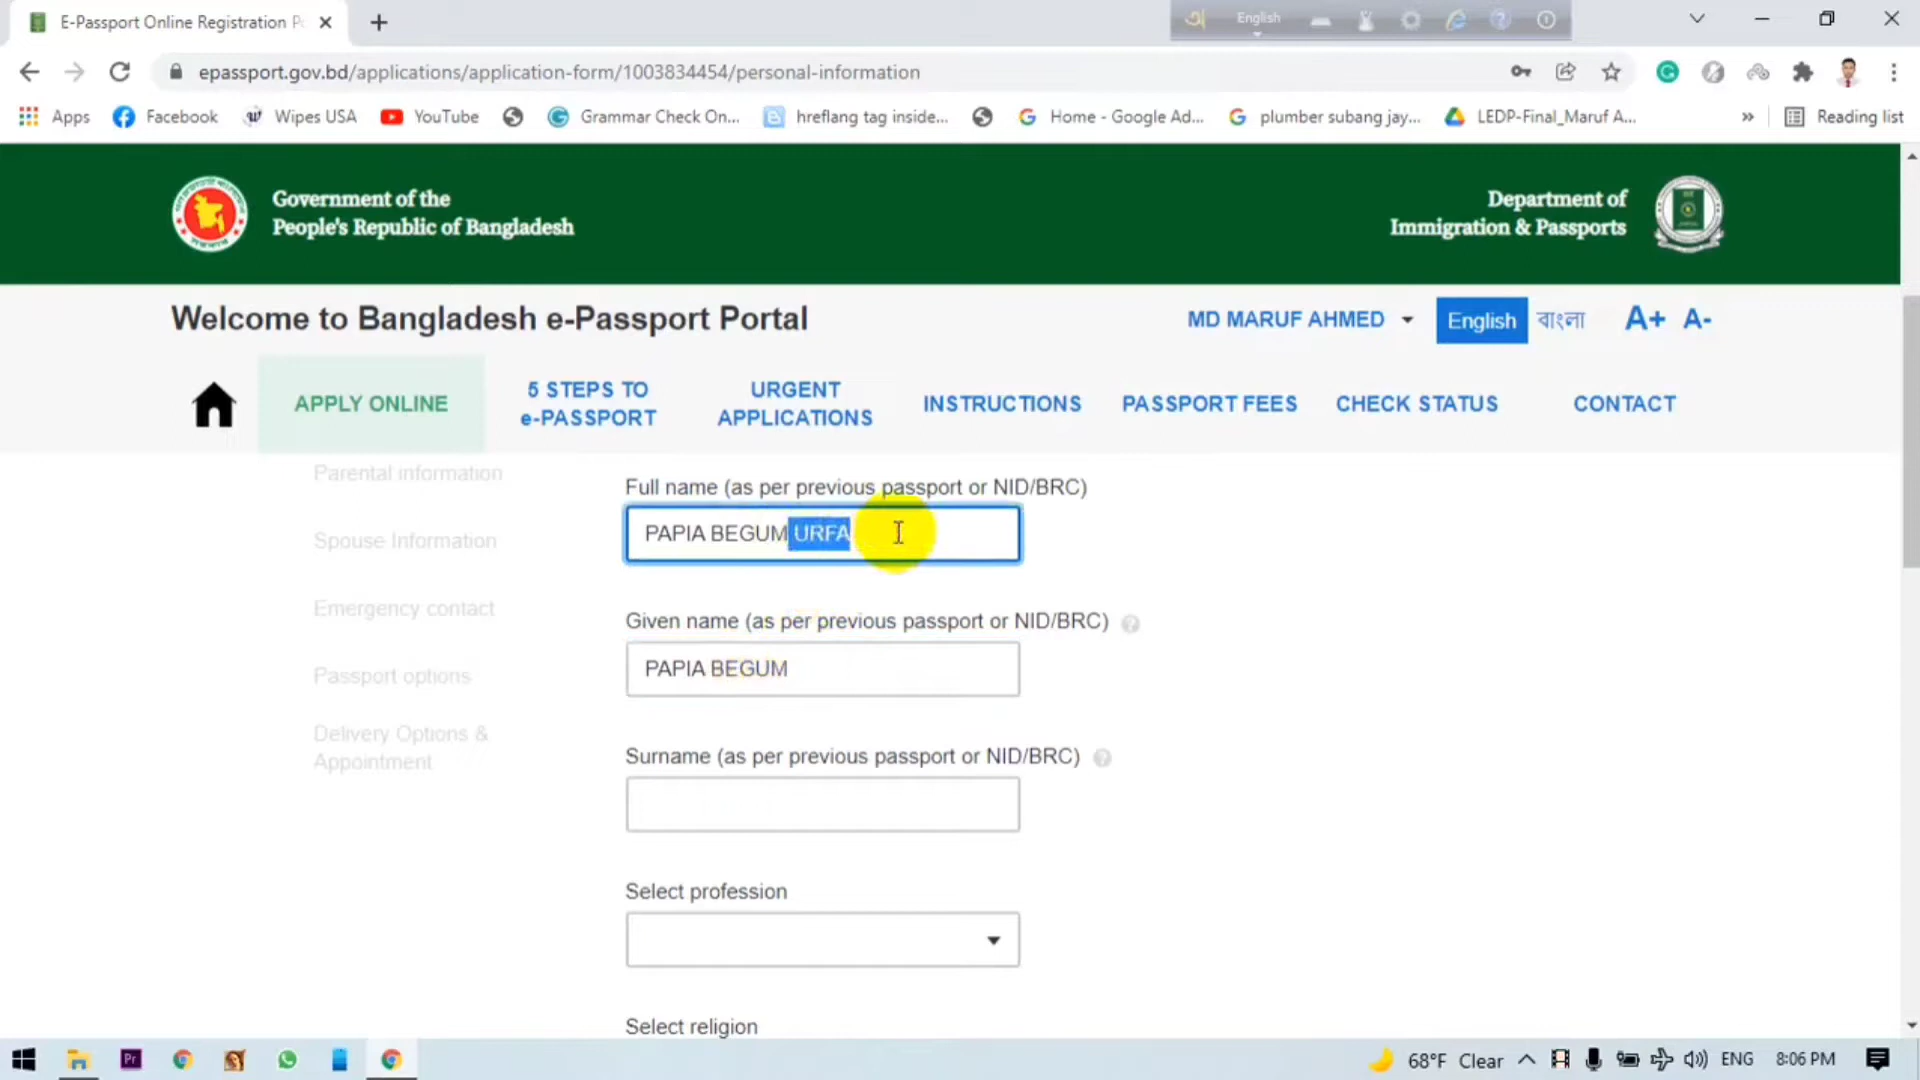 E-Passport Online Registration Po
English
epassport.gov.bd/applications/application-form/1003834454/personal-information
Apps
Facebook
Wipes USA
YouTube
Grammar Check On...
hreflang tag inside...
Home - Google Ad...
plumber subang jay...
LEDP-Final_Maruf A...
»
Reading list
Government of the
People's Republic of Bangladesh
Department of
Immigration & Passports
Welcome to Bangladesh e-Passport Portal
MD MARUF AHMED
English
বাংলা
A+
A-
APPLY ONLINE
5 STEPS TO
e-PASSPORT
URGENT
APPLICATIONS
INSTRUCTIONS
PASSPORT FEES
CHECK STATUS
CONTACT
Parental information
Spouse Information
Emergency contact
Passport options
Delivery Options &
Appointment
Full name (as per previous passport or NID/BRC)
PAPIA BEGUM URFA
Given name (as per previous passport or NID/BRC)
PAPIA BEGUM
Surname (as per previous passport or NID/BRC)
Select profession
Select religion
68°F Clear
ENG
8:06 PM